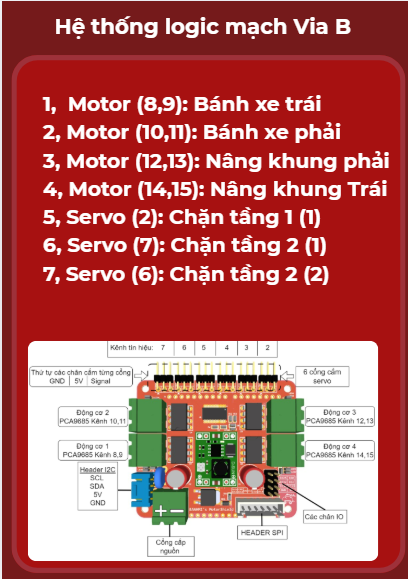 Hệ thống logic mạch Via B
1, Motor (8,9): Bánh xe trái
2, Motor (10,11): Bánh xe phải
3, Motor (12,13): Nâng khung phải
4, Motor (14,15): Nâng khung Trái
5, Servo (2): Chặn tầng 1 (1)
6, Servo (7): Chặn tầng 2 (1)
7, Servo (6): Chặn tầng 2 (2)
Kênh tín hiệu: 7 6 5 4 3 2
Thứ tự các chân cắm từng cổng
GND 5V Signal
6 cổng cắm
servo
Động cơ 2
PCA9685 Kênh 10,11
Động cơ 3
PCA9685 Kênh 12,13
Động cơ 1
PCA9685 Kênh 8,9
Động cơ 4
PCA9685 Kênh 14,15
Header I2C
SCL
SDA
5V
GND
Các chân IO
HEADER SPI
Cổng cấp
nguồn